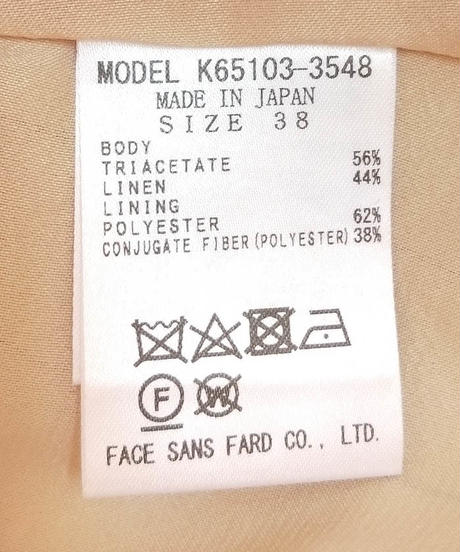 MODEL K65103-3548
MADE IN JAPAN
SIZE 38
BODY
TRIACETATE 56%
LINEN 44%
LINING
POLYESTER 62%
CONJUGATE FIBER(POLYESTER) 38%
F W
FACE SANS FARD CO., LTD.